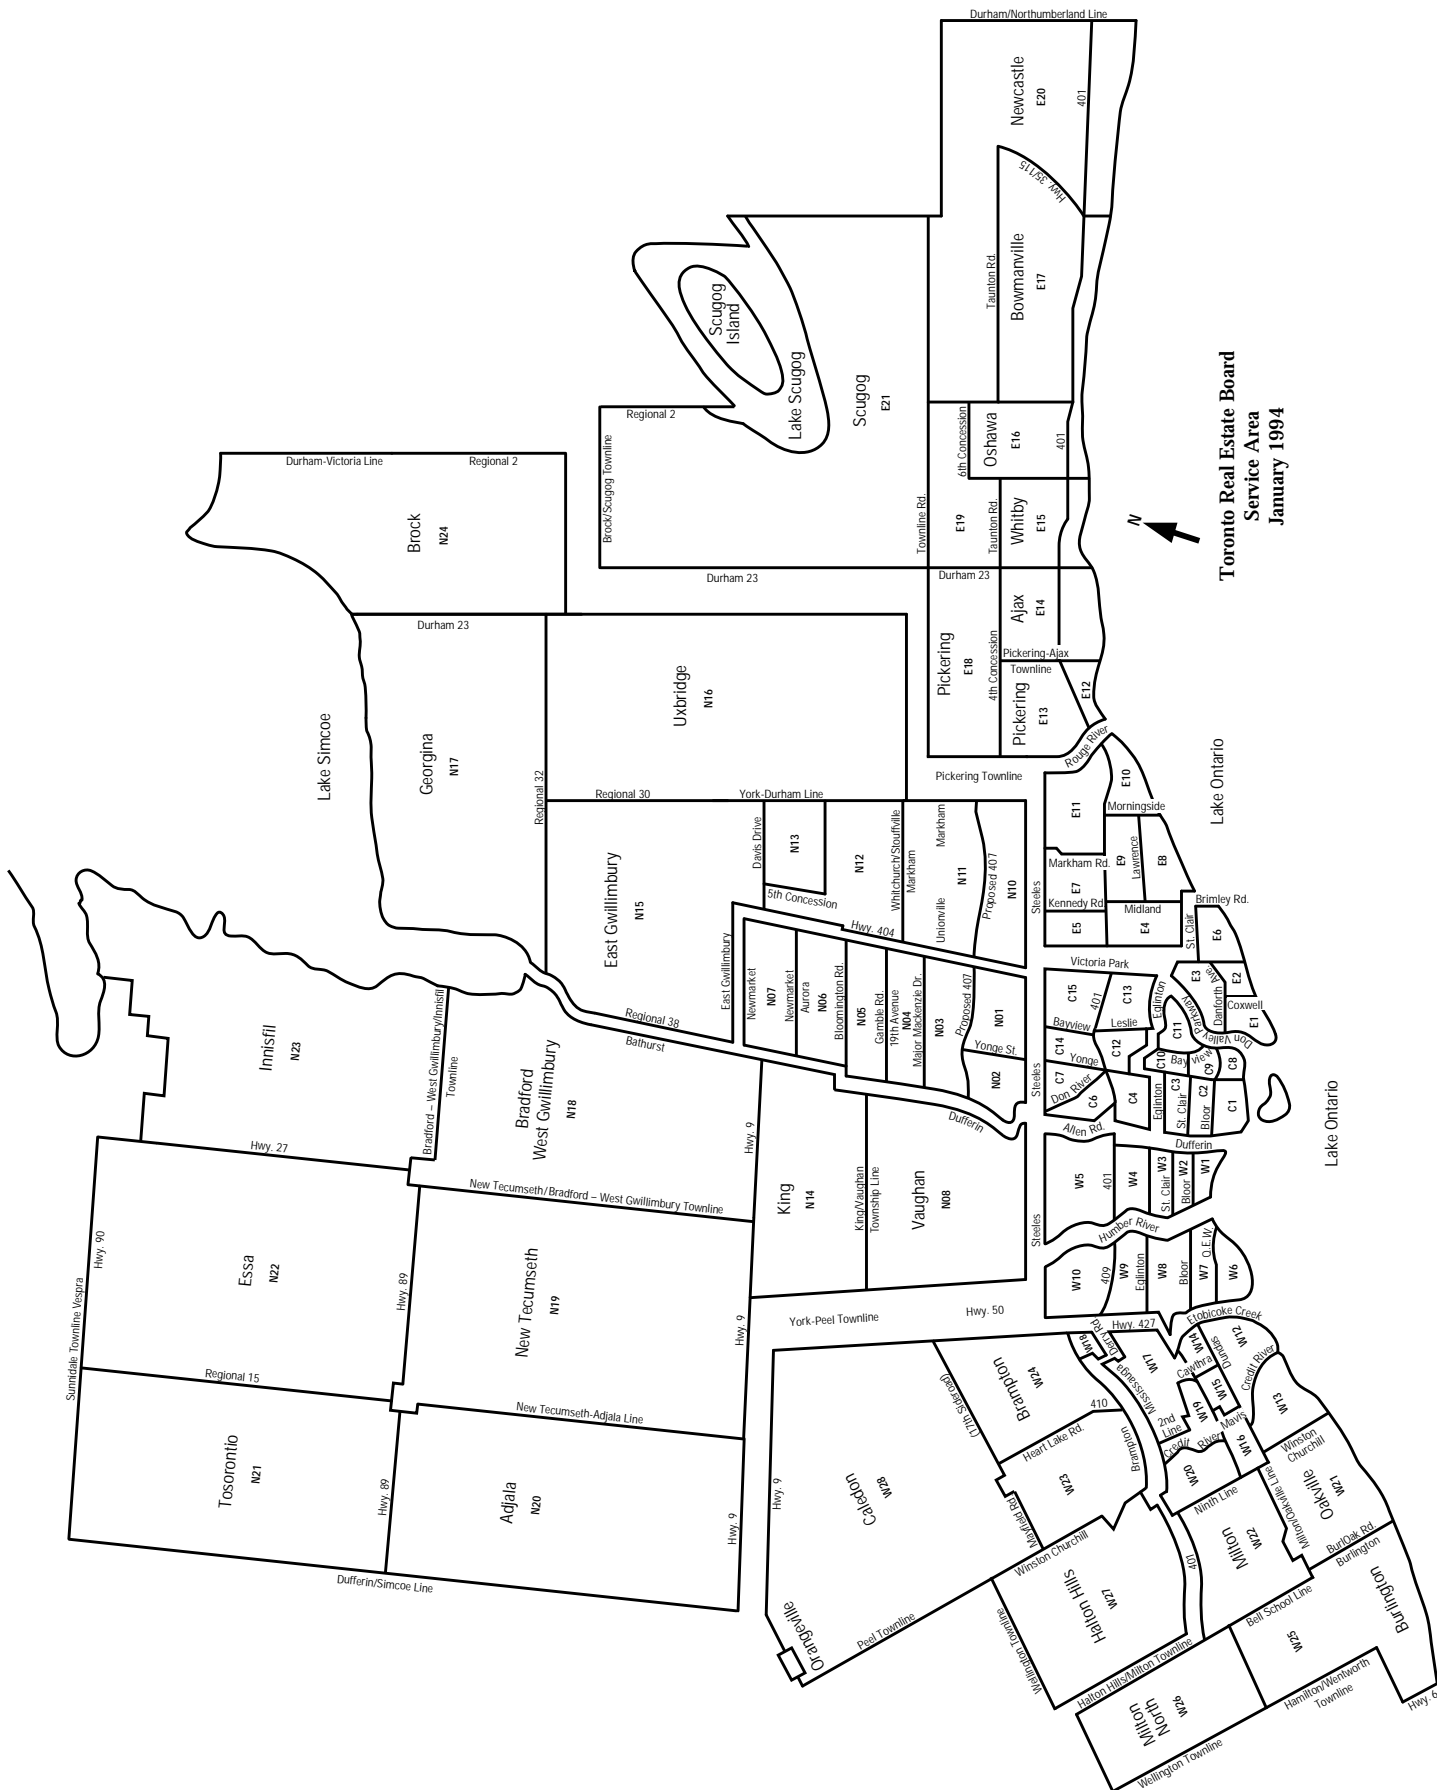 Durham/Northumberland Line
Newcastle
E20
401
Hwy. 35/115
Taunton Rd.
Bowmanville
E17
Scugog
Island
Lake Scugog
Scugog
E21
Regional 2
Brock/Scugog Townline
6th Concession
Oshawa
E16
401
Townline Rd.
E19
Taunton Rd.
Whitby
E15
Durham-Victoria Line
Regional 2
Brock
N24
Durham 23
Durham 23
Durham 23
Ajax
E14
Pickering
E18
4th Concession
Pickering-Ajax
Townline
E12
Pickering
E13
Rouge River
Pickering Townline
N
Toronto Real Estate Board
Service Area
January 1994
Lake Simcoe
Georgina
N17
Uxbridge
N16
Regional 32
Regional 30
York-Durham Line
Davis Drive
N13
5th Concession
N12
Whitchurch/Stouffville
Markham
Markham
Unionville
N11
Proposed 407
N10
Steeles
East Gwillimbury
N15
East Gwillimbury
Hwy. 404
Newmarket
N07
Newmarket
Aurora
N06
Bloomington Rd.
N05
Gamble Rd.
19th Avenue
N04
Major Mackenzie Dr.
N03
Proposed 407
N01
Yonge St.
N02
Steeles
Regional 38
Bathurst
Dufferin
E11
E10
Morningside
Markham Rd.
E9
Lawrence
E8
E7
Kennedy Rd
Midland
Brimley Rd.
E5
E4
St. Clair
E6
Victoria Park
E3
E2
Danforth
Ave.
Coxwell
E1
Don Valley Parkway
C15
401
C13
Eglinton
Bayview
Leslie
C11
C14
Yonge
C12
C10
Bay view
C9
C8
C7
Don River
C6
C4
Eglinton
C3
St. Clair
C2
Bloor
C1
Allen Rd.
Dufferin
Lake Ontario
Lake Ontario
Innisfil
N23
Bradford – West Gwillimbury/Innisfil
Townline
Bradford
West Gwillimbury
N18
Hwy. 27
Hwy. 9
New Tecumseth/Bradford – West Gwillimbury Townline
King
N14
King/Vaughan
Township Line
Vaughan
N08
Steeles
W5
401
W4
St. Clair
W3
Bloor
W2
W1
Humber River
W10
409
W9
Eglinton
W8
Bloor
W7
Q.E.W.
W6
Hwy. 90
Sunnidale Townline Vespra
Essa
N22
Hwy. 89
New Tecumseth
N19
Hwy. 9
York-Peel Townline
Hwy. 50
Hwy. 427
Etobicoke Creek
Regional 15
New Tecumseth-Adjala Line
Tosorontio
N21
Hwy. 89
Adjala
N20
Hwy. 9
Dufferin/Simcoe Line
Hwy. 9
Caledon
W28
Orangeville
Peel Townline
(17th Sideroad)
Brampton
W24
410
Heart Lake Rd.
Mayfield Rd.
W23
Brampton
Mississauga
W18
Derry Rd.
W17
W14
Dundas
W12
Cawthra
W15
Credit River
W13
2nd
Line
W19
Mavis
Credit
River
W16
W20
Winston
Churchill
Ninth Line
Milton/Oakville Line
Oakville
W21
Winston Churchill
Halton Hills
W27
401
Milton
W22
BurlOak Rd.
Burlington
Wellington Townline
Halton Hills/Milton Townline
Bell School Line
W25
Burlington
Milton
North
W26
Hamilton/Wentworth
Townline
Hwy. 6
Wellington Townline